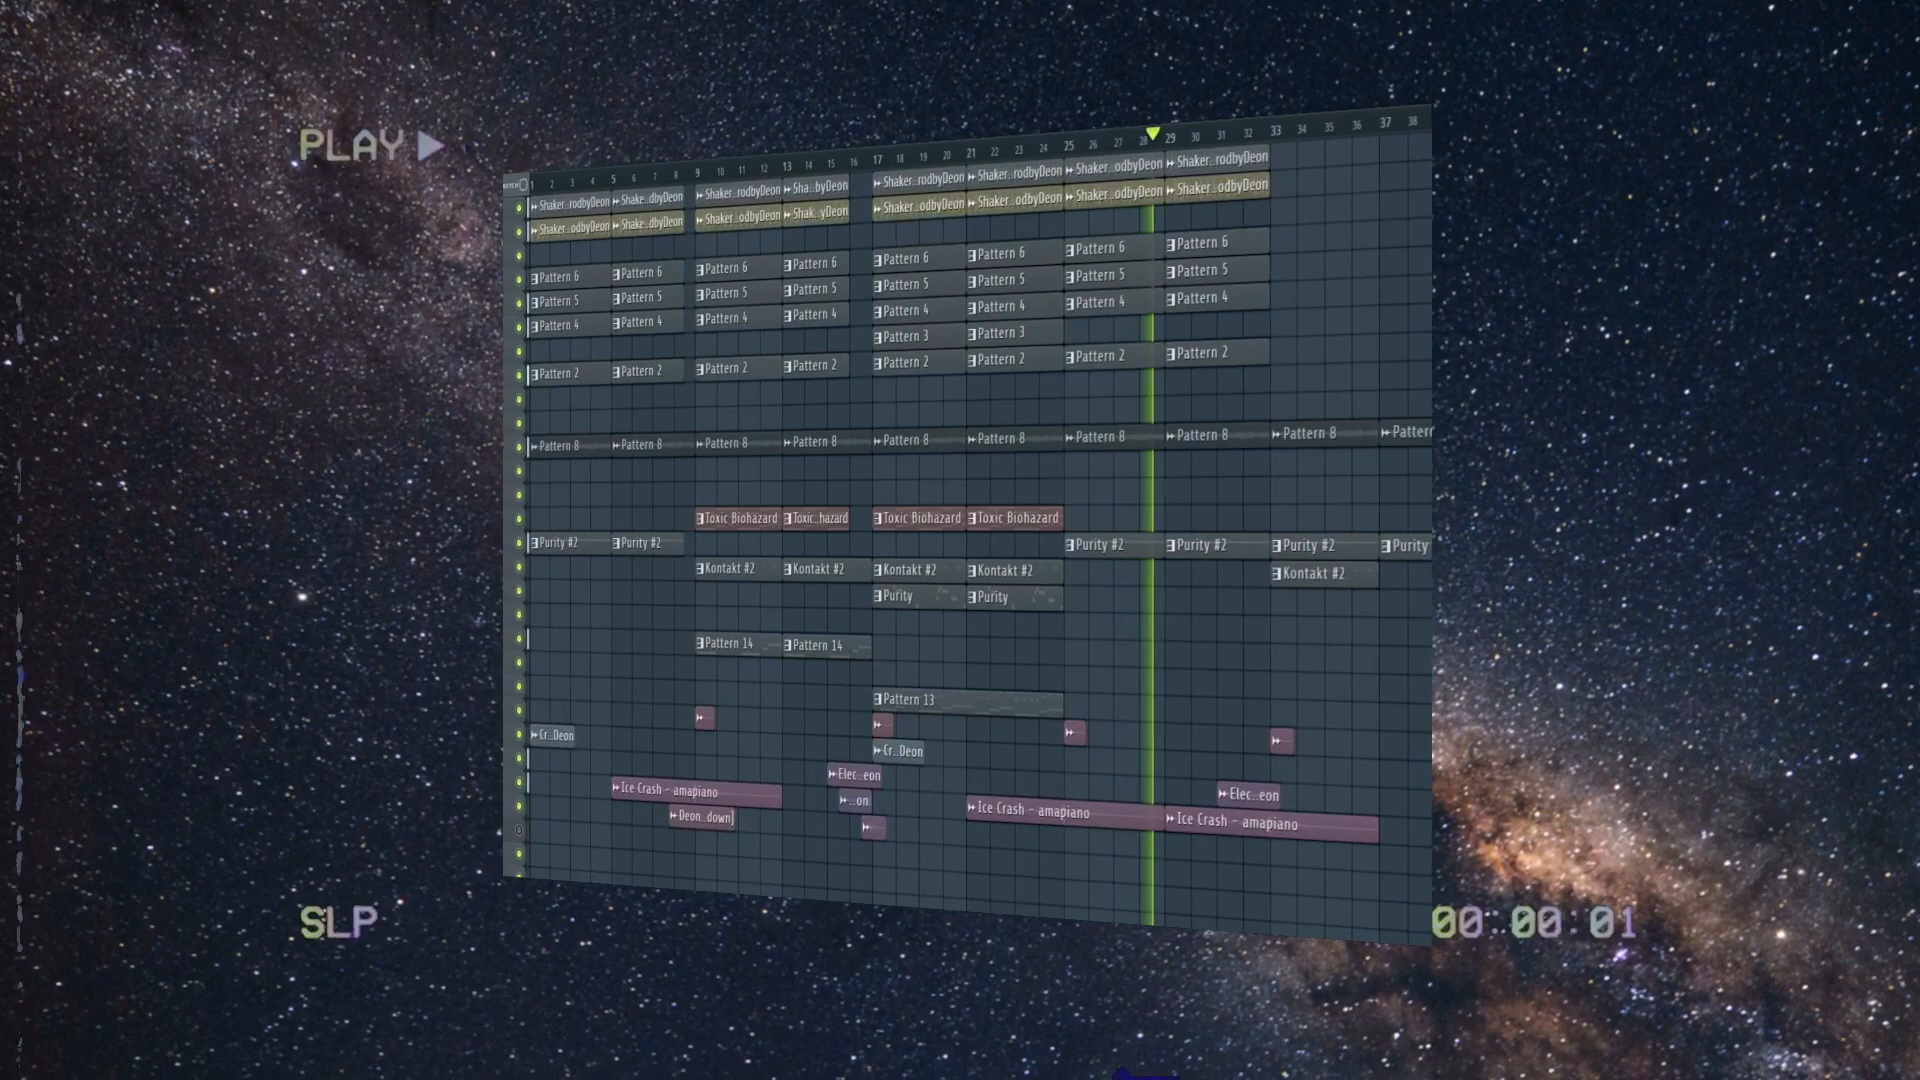 PLAY
1 2 3 4 5 6 7 8 9 10 11 12 13 14 15 16 17 18 19 20 21 22 23 24 25 26 27 28 29 30 31 32 33 34 35 36 37 38
Shaker..rodbyDeon Shake..dbyDeon Shaker..rodbyDeon Sha..byDeon Shaker..rodbyDeon Shaker..rodbyDeon Shaker..odbyDeon Shaker..rodbyDeon
Shaker..odbyDeon Shake..dbyDeon Shaker..odbyDeon Shak..yDeon Shaker..odbyDeon Shaker..odbyDeon Shaker..odbyDeon Shaker..odbyDeon
Pattern 6 Pattern 6 Pattern 6 Pattern 6 Pattern 6 Pattern 6 Pattern 6 Pattern 6
Pattern 5 Pattern 5 Pattern 5 Pattern 5 Pattern 5 Pattern 5 Pattern 5 Pattern 5
Pattern 4 Pattern 4 Pattern 4 Pattern 4 Pattern 4 Pattern 4 Pattern 4 Pattern 4
Pattern 3 Pattern 3
Pattern 2 Pattern 2 Pattern 2 Pattern 2 Pattern 2 Pattern 2 Pattern 2 Pattern 2
Pattern 8 Pattern 8 Pattern 8 Pattern 8 Pattern 8 Pattern 8 Pattern 8 Pattern 8 Pattern 8 Patterr
Toxic Biohazard Toxic..hazard Toxic Biohazard Toxic Biohazard
Purity #2 Purity #2 Purity #2 Purity #2 Purity #2 Purity
Kontakt #2 Kontakt #2 Kontakt #2 Kontakt #2 Kontakt #2
Purity Purity
Pattern 14 Pattern 14
Pattern 13
Cr..Deon Cr..Deon
Elec..eon Elec..eon
Ice Crash - amapiano ..on Ice Crash - amapiano Ice Crash - amapiano
Deon..down]
SLP
00:00:01